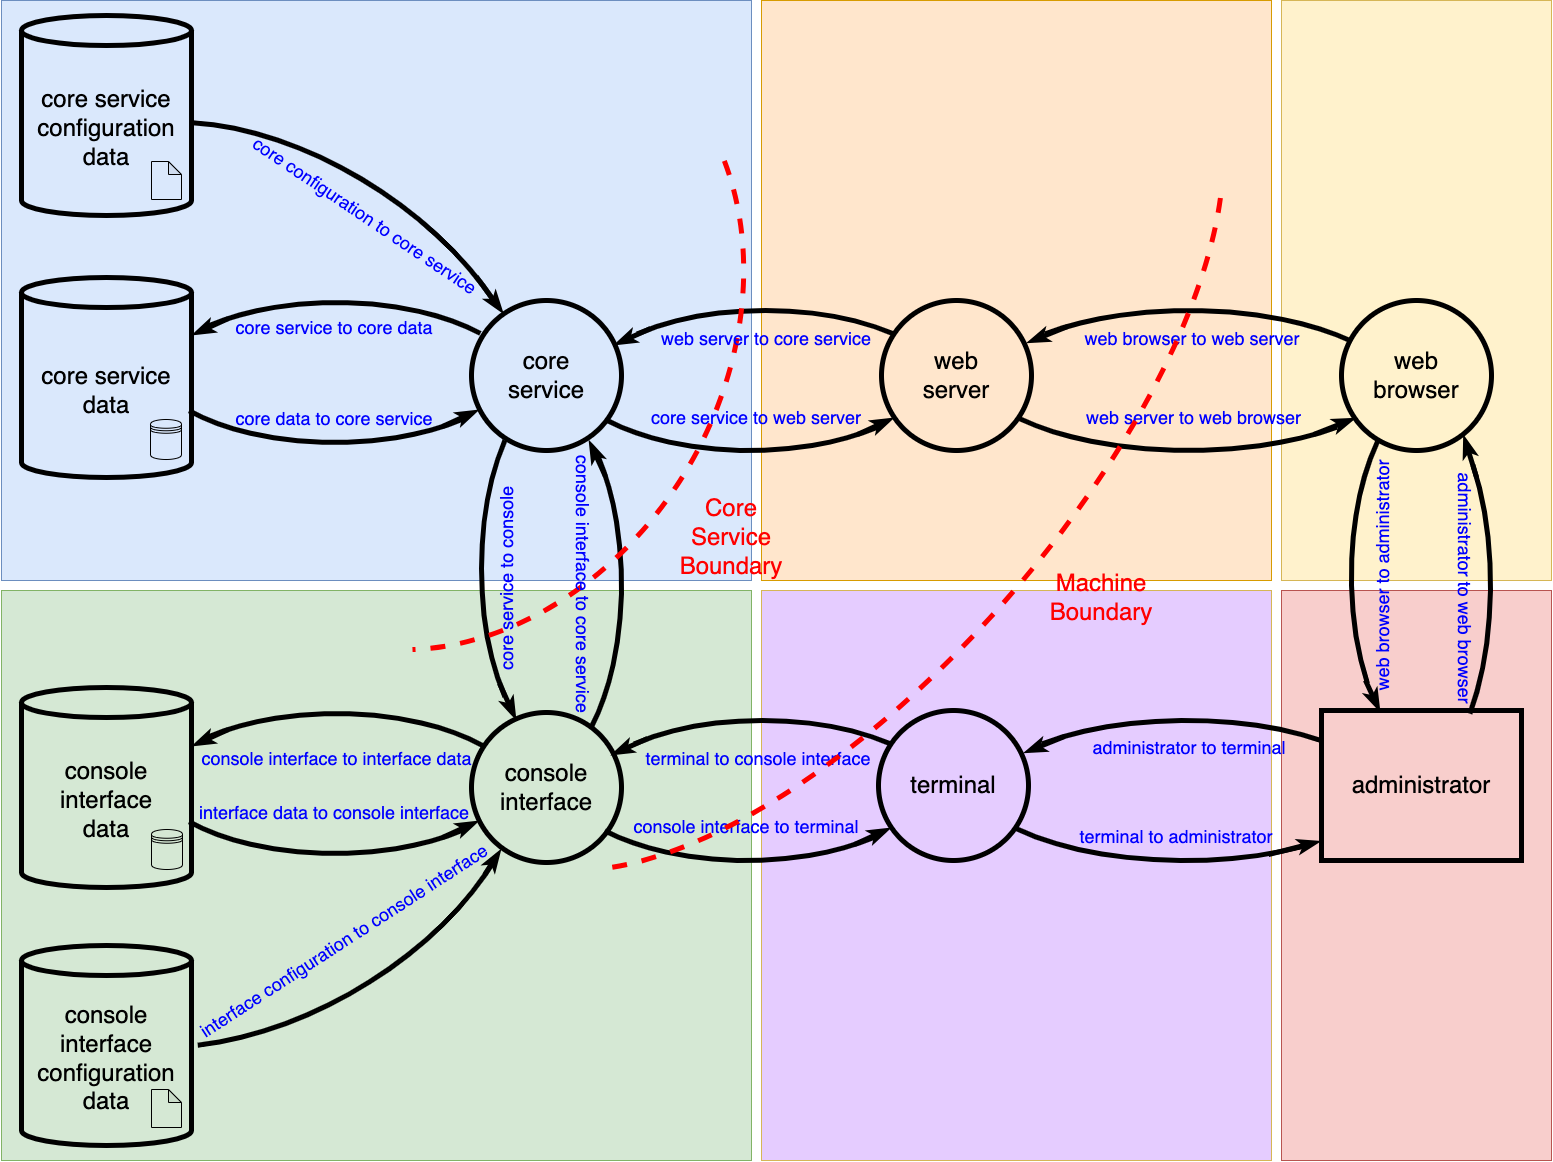 core service
configuration
data
core configuration to core service
core service to core data
core service
data
core data to core service
core
service
web server to core service
core service to web server
web
server
web browser to web server
web server to web browser
web
browser
core service to console
console interface to core service
Core
Service
Boundary
Machine
Boundary
web browser to administrator
administrator to web browser
console
interface
data
console interface to interface data
interface data to console interface
console
interface
terminal to console interface
console interface to terminal
terminal
administrator to terminal
terminal to administrator
administrator
interface configuration to console interface
console
interface
configuration
data